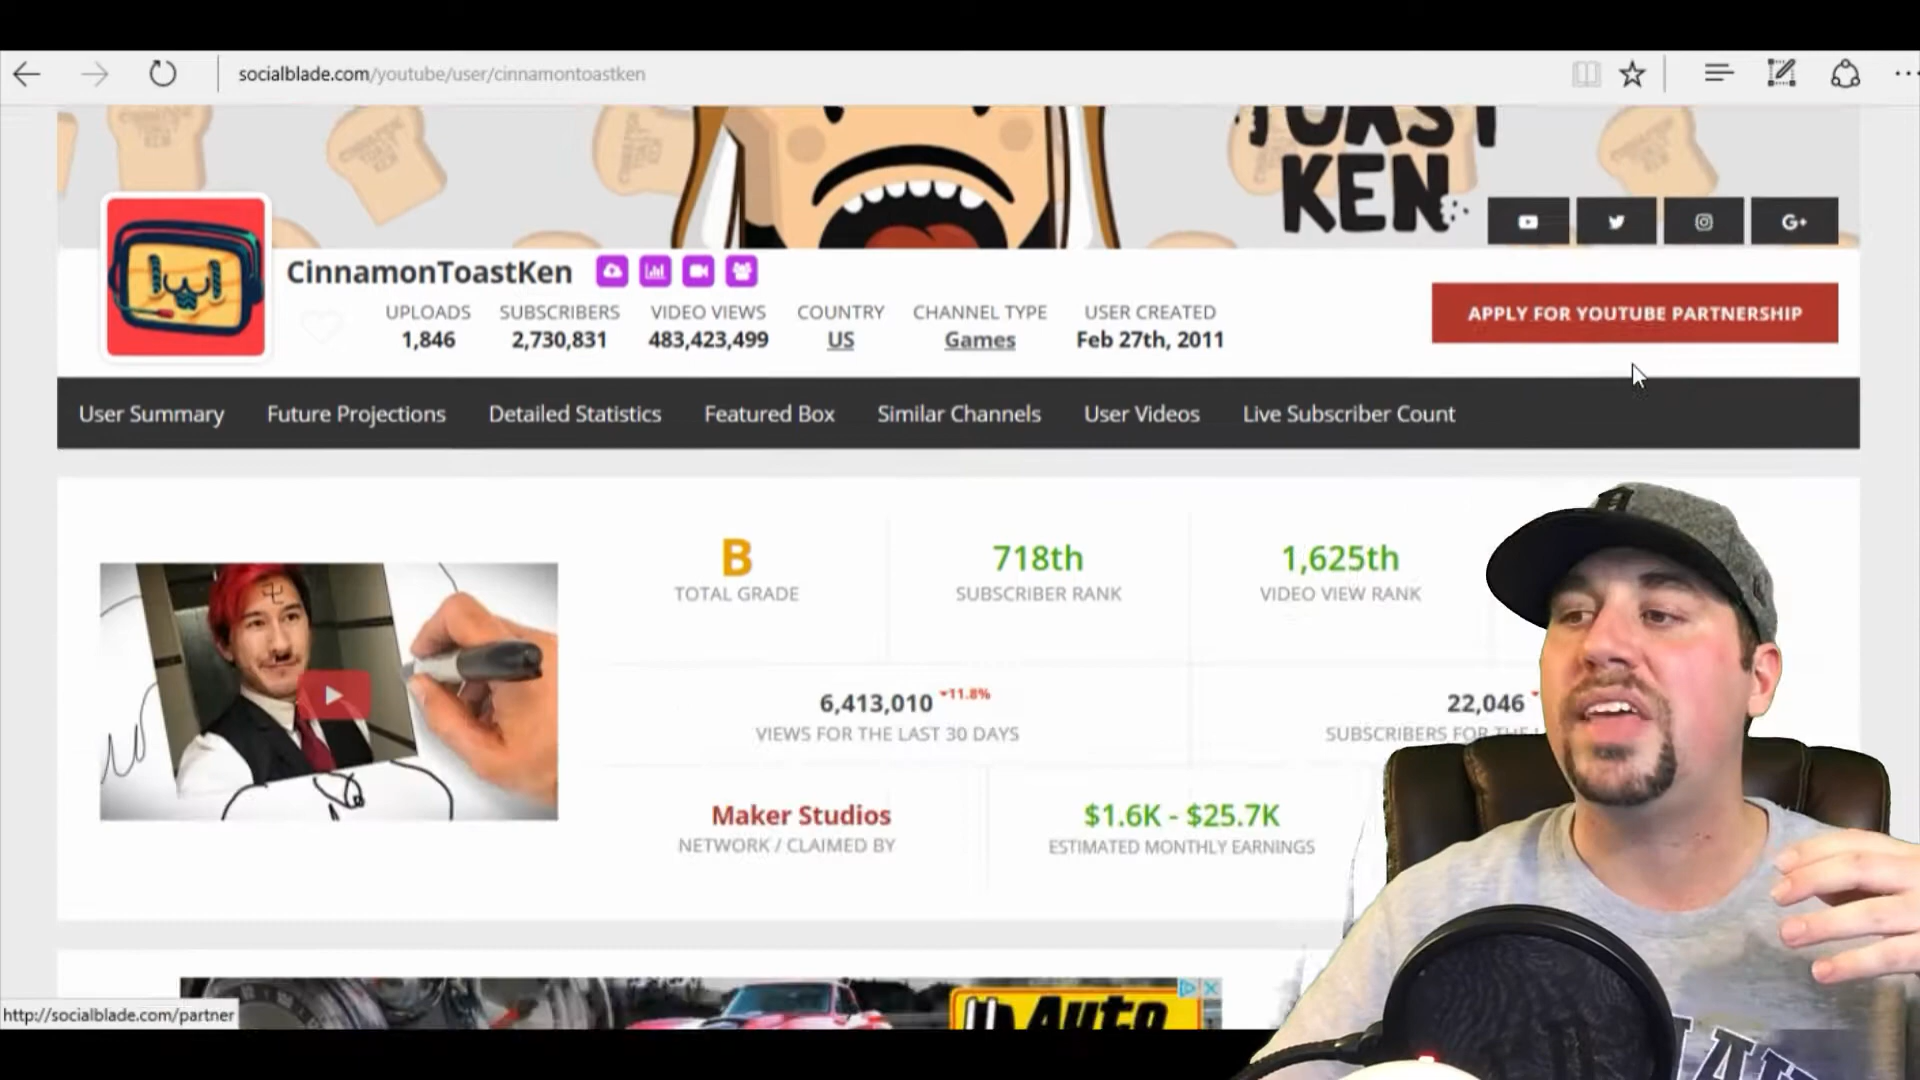 socialblade.com/youtube/user/cinnamontoastken
TOAST
KEN
CinnamonToastKen
UPLOADS SUBSCRIBERS VIDEO VIEWS COUNTRY CHANNEL TYPE USER CREATED
1,846 2,730,831 483,423,499 US Games Feb 27th, 2011
G+
APPLY FOR YOUTUBE PARTNERSHIP
User Summary Future Projections Detailed Statistics Featured Box Similar Channels User Videos Live Subscriber Count
B 718th 1,625th
TOTAL GRADE SUBSCRIBER RANK VIDEO VIEW RANK
6,413,010 11.8% 22,046
VIEWS FOR THE LAST 30 DAYS SUBSCRIBERS FOR THE
Maker Studios $1.6K - $25.7K
NETWORK / CLAIMED BY ESTIMATED MONTHLY EARNINGS
Auto
http://socialblade.com/partner